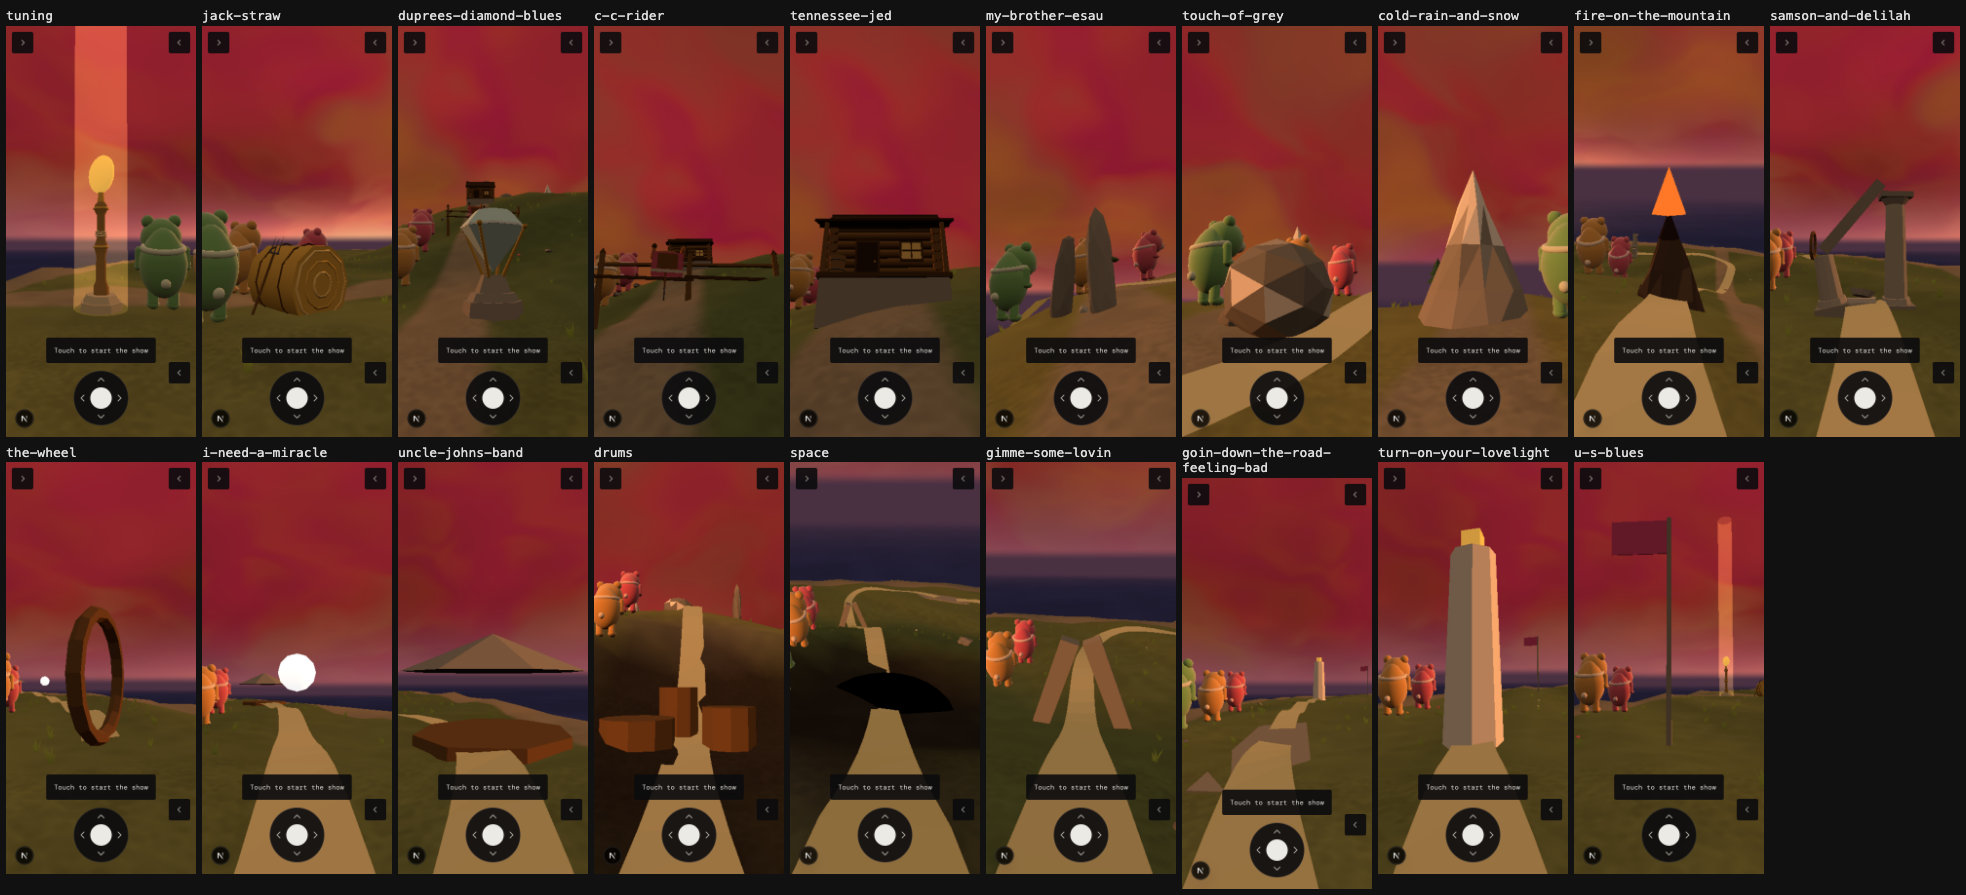 tuning
jack-straw
duprees-diamond-blues
c-c-rider
tennessee-jed
my-brother-esau
touch-of-grey
cold-rain-and-snow
fire-on-the-mountain
samson-and-delilah
Touch to start the show
Touch to start the show
Touch to start the show
Touch to start the show
Touch to start the show
Touch to start the show
Touch to start the show
Touch to start the show
Touch to start the show
Touch to start the show
N
N
N
N
N
N
N
N
N
N
the-wheel
i-need-a-miracle
uncle-johns-band
drums
space
gimme-some-lovin
goin-down-the-road-
feeling-bad
turn-on-your-lovelight
u-s-blues
Touch to start the show
Touch to start the show
Touch to start the show
Touch to start the show
Touch to start the show
Touch to start the show
Touch to start the show
Touch to start the show
Touch to start the show
N
N
N
N
N
N
N
N
N